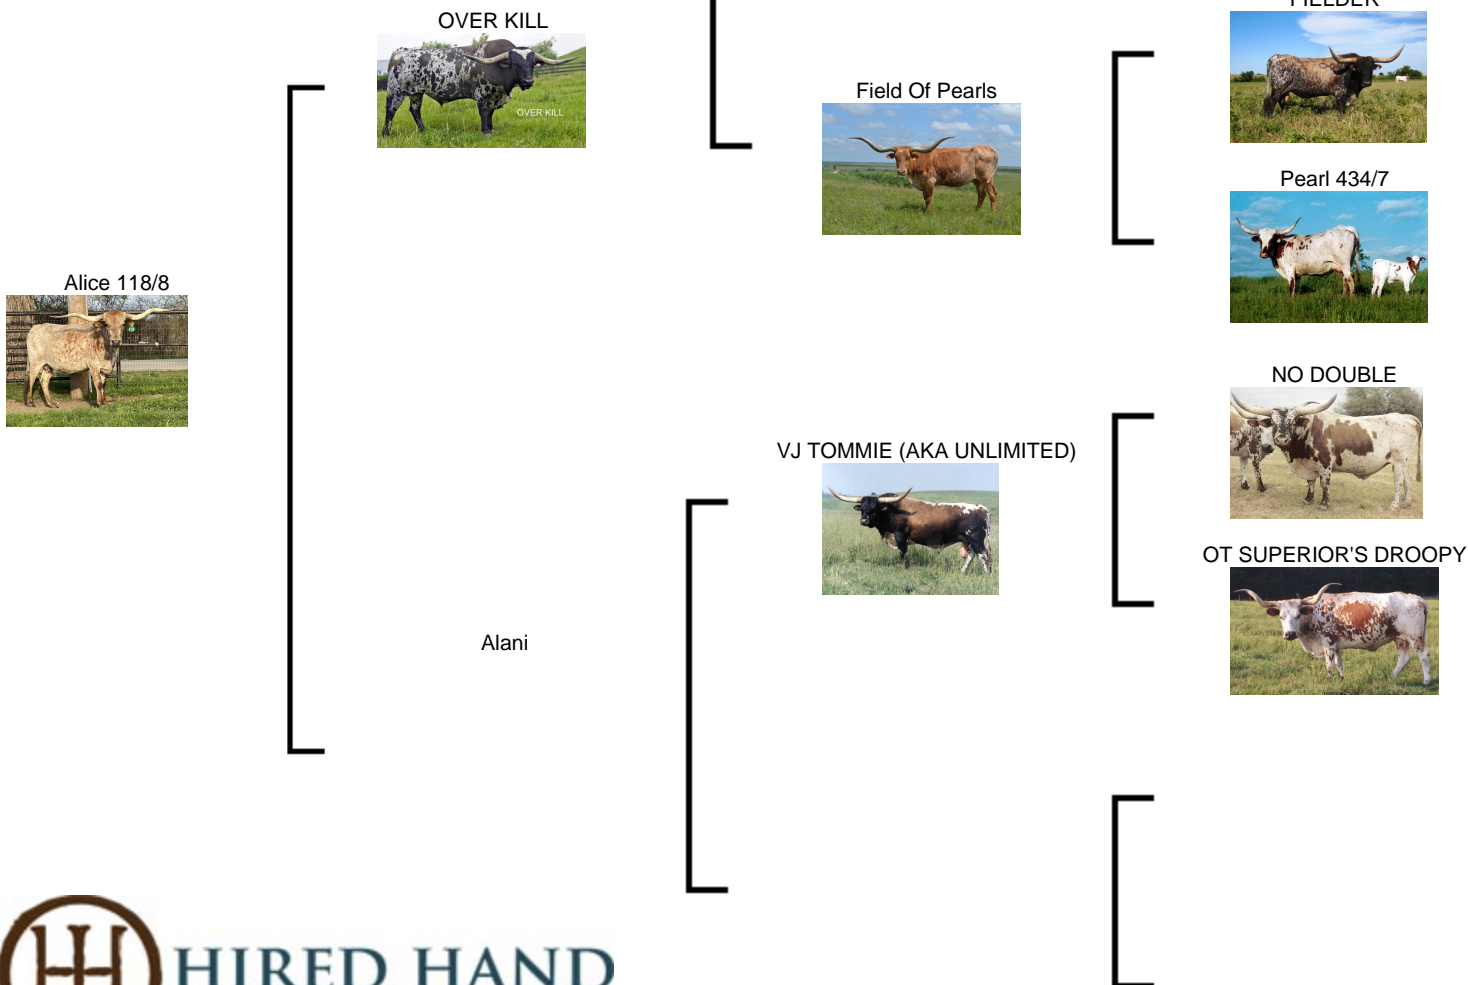 FIELDER
OVER KILL
OVER KILL
Field Of Pearls
Pearl 434/7
Alice 118/8
NO DOUBLE
VJ TOMMIE (AKA UNLIMITED)
OT SUPERIOR'S DROOPY
Alani
HIRED HAND